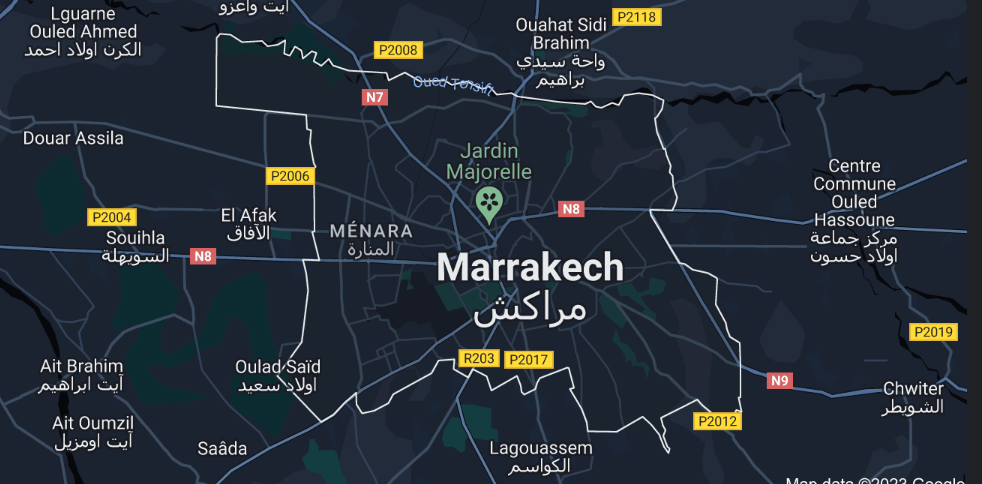 آيت واعزو
Lguarne
Ouled Ahmed
الكرن اولاد احمد
Ouahat Sidi
Brahim
واحة سيدي
براهيم
P2118
P2008
Oued Tensift
N7
Douar Assila
Jardin
Majorelle
P2006
Centre
Commune
Ouled
Hassoune
مركز جماعة
اولاد حسون
P2004
El Afak
الآفاق
N8
MÉNARA
المنارة
Souihla
السويهلة
N8
Marrakech
مراكش
P2019
R203
P2017
Ait Brahim
آيت ابراهيم
Oulad Saïd
اولاد سعيد
N9
Chwiter
الشويطر
Ait Oumzil
آيت اومزيل
P2012
Saâda
Lagouassem
الكواسم
Map data ©2023 Google